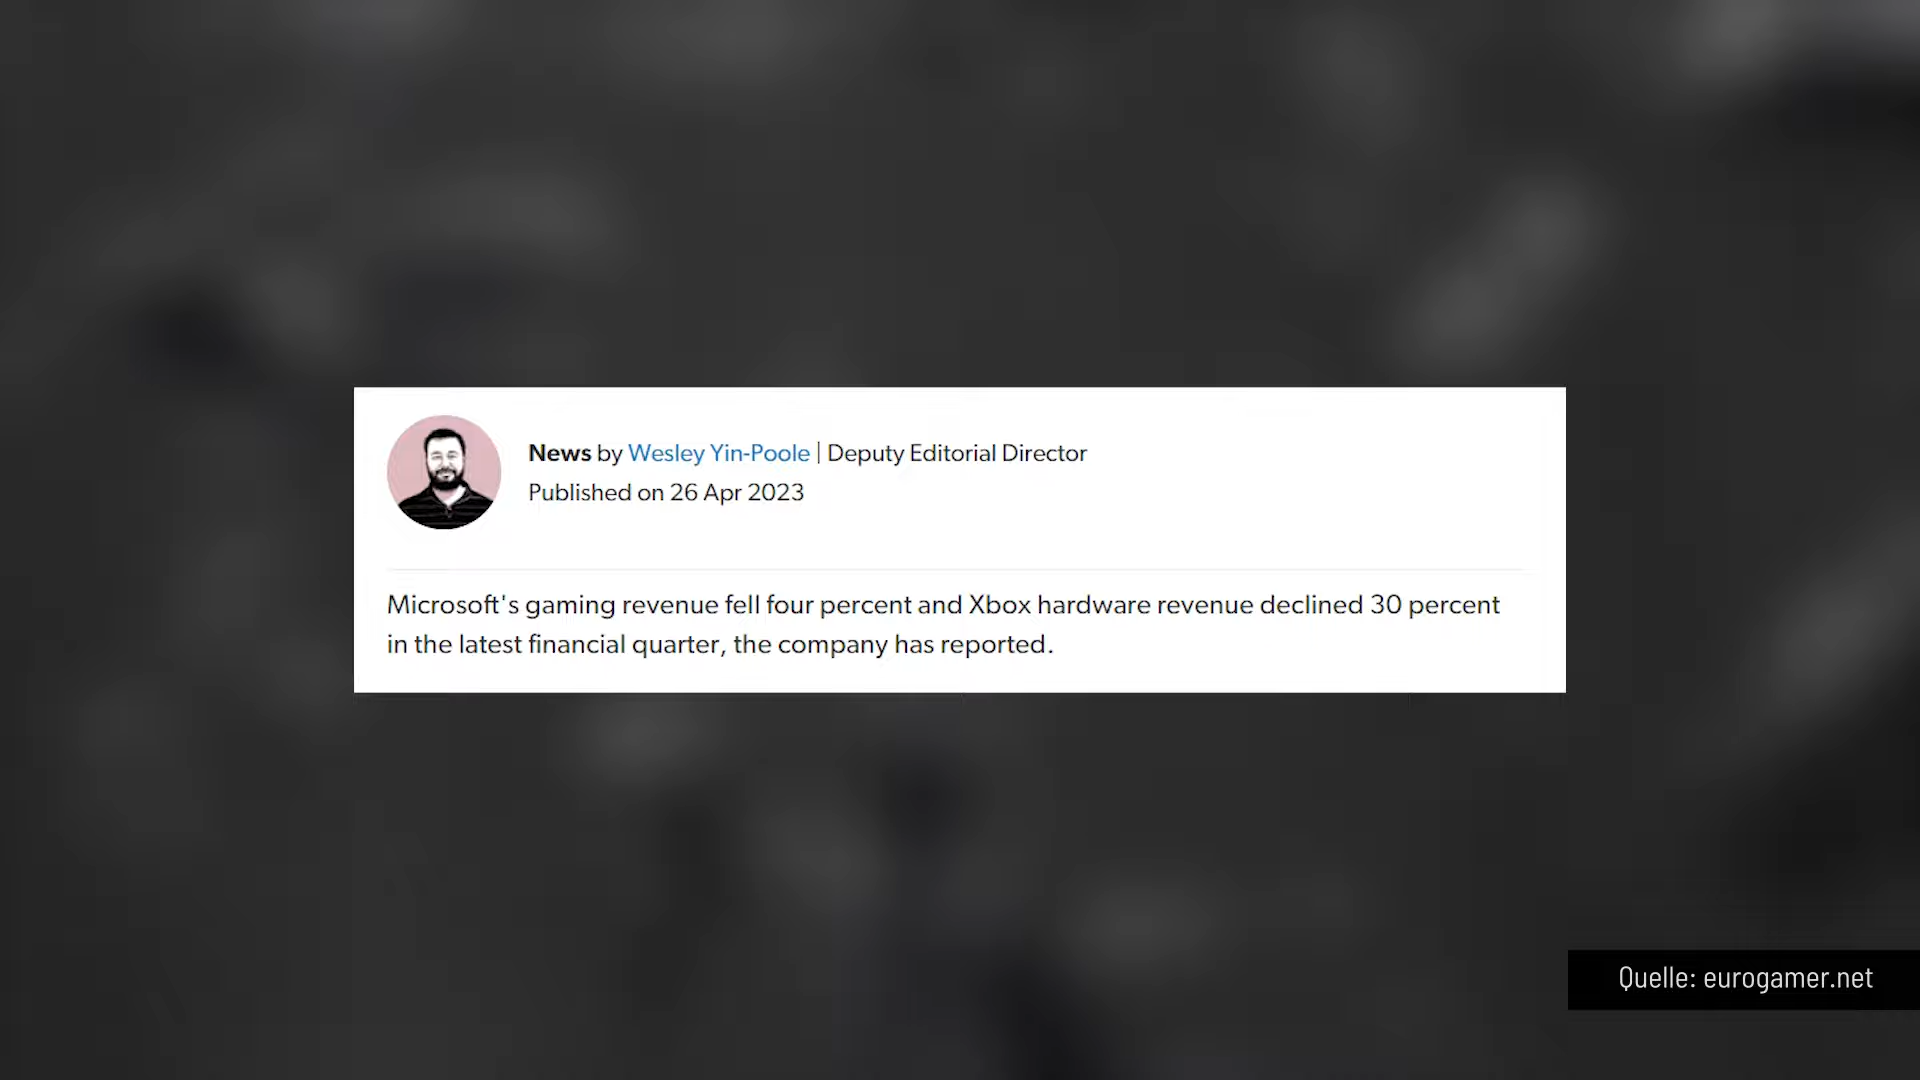 News by Wesley Yin-Poole | Deputy Editorial Director
Published on 26 Apr 2023
Microsoft's gaming revenue fell four percent and Xbox hardware revenue declined 30 percent
in the latest financial quarter, the company has reported.
Quelle: eurogamer.net